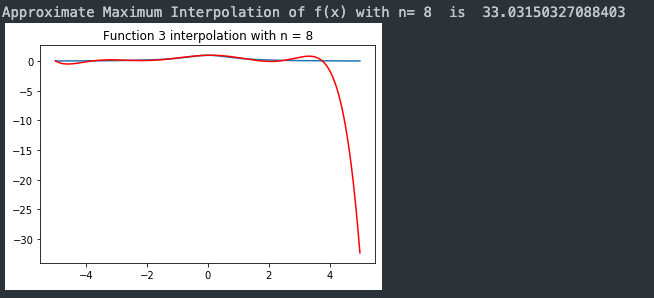 Approximate Maximum Interpolation of f(x) with n= 8  is  33.03150327088403
Function 3 interpolation with n = 8
0
−5
−10
−15
−20
−25
−30
−4 −2 0 2 4